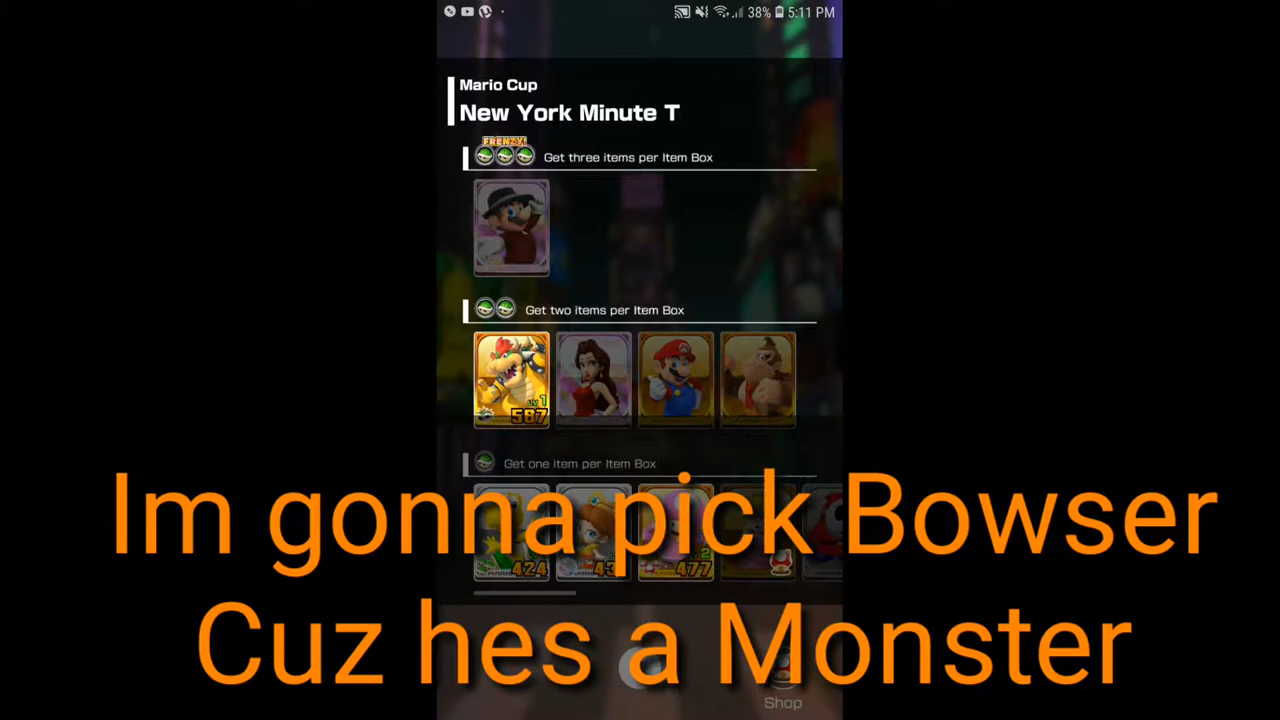 38% 5:11 PM
Mario Cup
New York Minute T
FRENZY!
Get three items per Item Box
Get two items per Item Box
1
587
Get one item per Item Box
424
2
477
Im gonna pick Bowser
Cuz hes a Monster
Shop